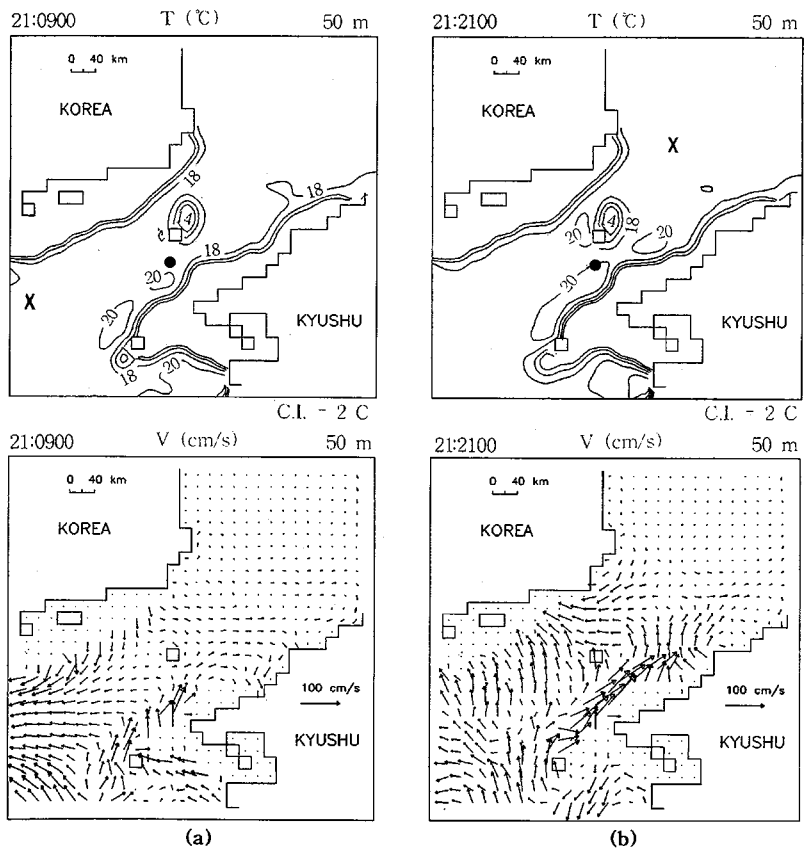 21:0900 T (℃) 50 m
0 40 km
KOREA
18
18
4
18
20
20
X
KYUSHU
18
20
C.I. - 2 C
21:2100 T (℃) 50 m
0 40 km
KOREA
X
4
18
20
20
20
KYUSHU
C.I. - 2 C
21:0900 V (cm/s) 50 m
0 40 km
KOREA
100 cm/s
KYUSHU
(a)
21:2100 V (cm/s) 50 m
0 40 km
KOREA
100 cm/s
KYUSHU
(b)